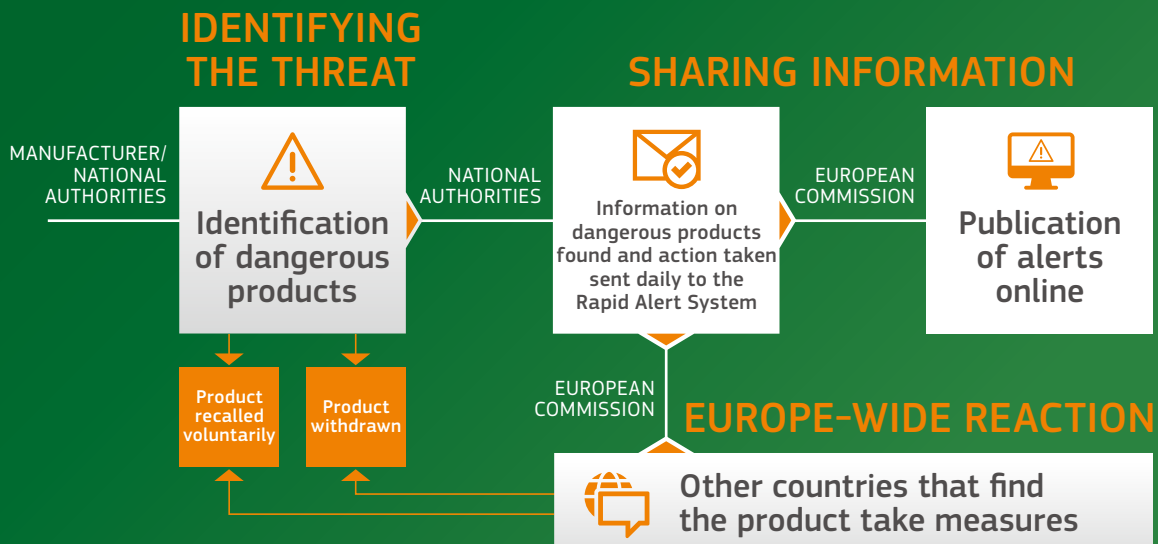 IDENTIFYING
THE THREAT
SHARING INFORMATION
MANUFACTURER/
NATIONAL
AUTHORITIES
Identification
of dangerous
products
NATIONAL
AUTHORITIES
Information on
dangerous products
found and action taken
sent daily to the
Rapid Alert System
EUROPEAN
COMMISSION
Publication
of alerts
online
Product
recalled
voluntarily
Product
withdrawn
EUROPEAN
COMMISSION
EUROPE-WIDE REACTION
Other countries that find
the product take measures